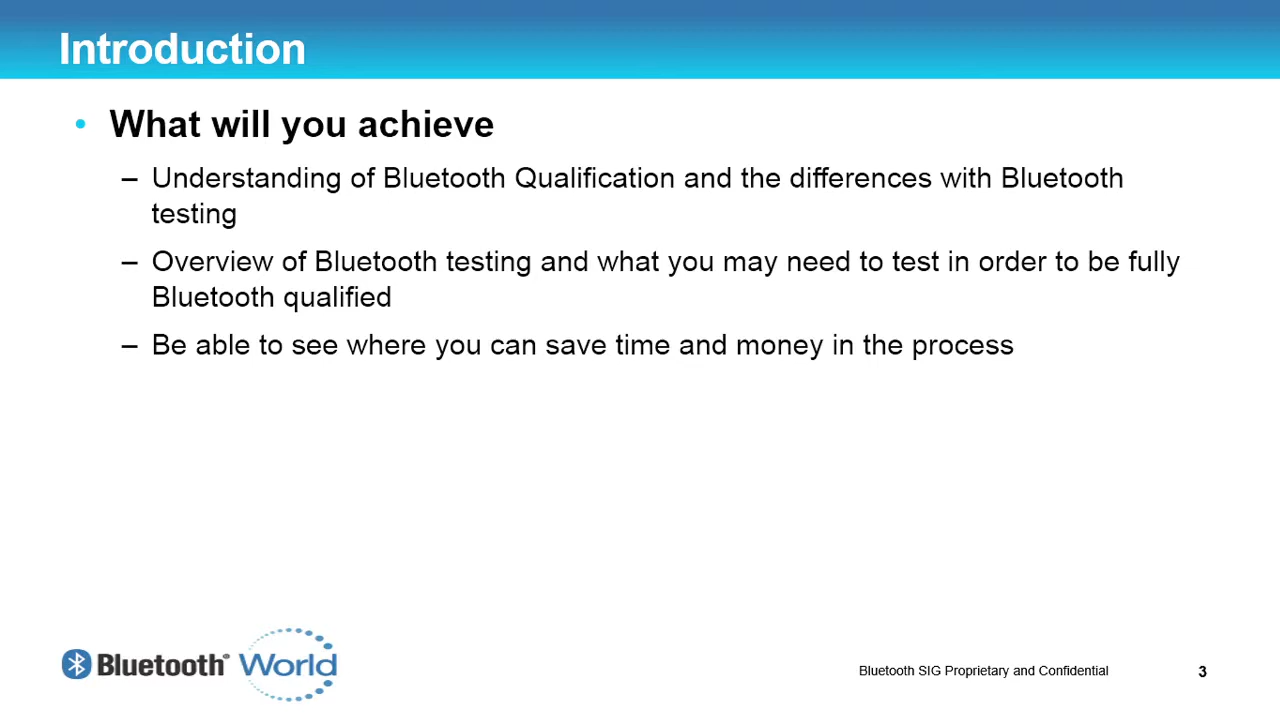 Introduction
• What will you achieve
– Understanding of Bluetooth Qualification and the differences with Bluetooth
testing
– Overview of Bluetooth testing and what you may need to test in order to be fully
Bluetooth qualified
– Be able to see where you can save time and money in the process
Bluetooth® World
Bluetooth SIG Proprietary and Confidential
3